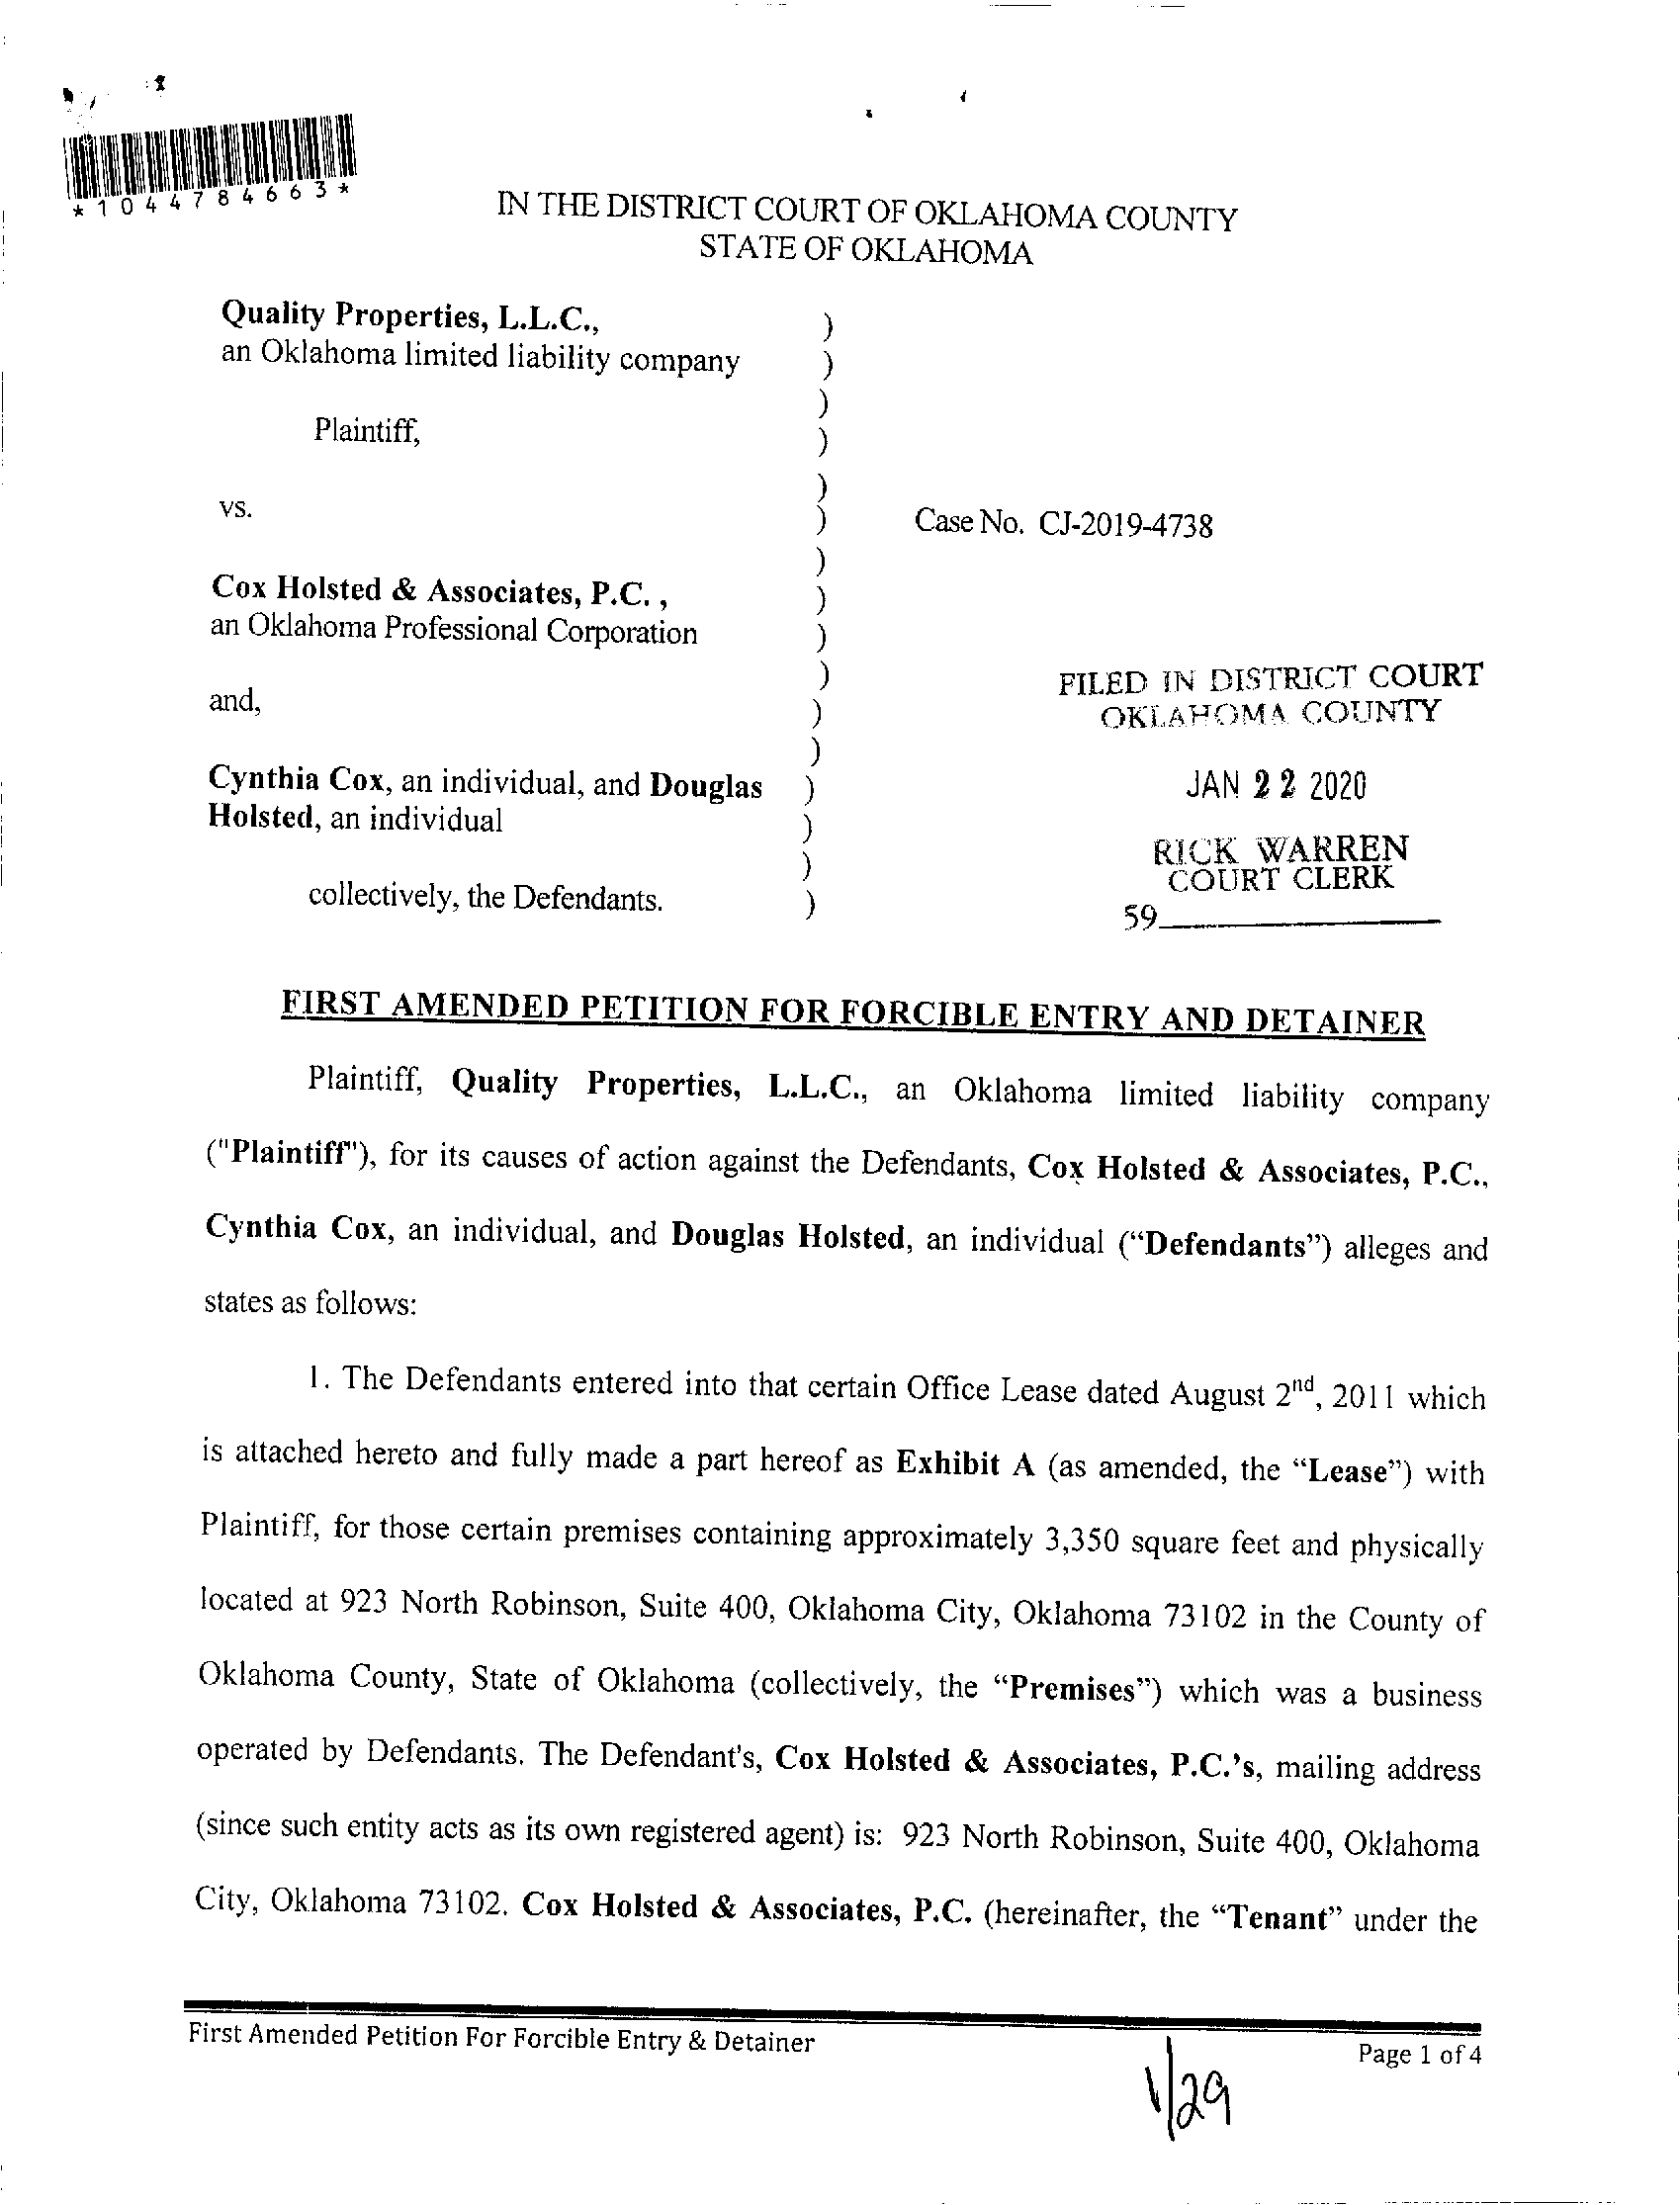 *1044784663*
IN THE DISTRICT COURT OF OKLAHOMA COUNTY
STATE OF OKLAHOMA
Quality Properties, L.L.C., )
an Oklahoma limited liability company )
)
Plaintiff, )
)
vs. )
Case No. CJ-2019-4738
)
Cox Holsted & Associates, P.C. , )
an Oklahoma Professional Corporation )
)
and, )
)
Cynthia Cox, an individual, and Douglas )
Holsted, an individual )
)
collectively, the Defendants. )
FILED IN DISTRICT COURT
OKLAHOMA COUNTY
JAN 22 2020
RICK WARREN
COURT CLERK
59
FIRST AMENDED PETITION FOR FORCIBLE ENTRY AND DETAINER
Plaintiff, Quality Properties, L.L.C., an Oklahoma limited liability company
("Plaintiff"), for its causes of action against the Defendants, Cox Holsted & Associates, P.C.,
Cynthia Cox, an individual, and Douglas Holsted, an individual (“Defendants”) alleges and
states as follows:
1. The Defendants entered into that certain Office Lease dated August 2nd, 2011 which
is attached hereto and fully made a part hereof as Exhibit A (as amended, the “Lease”) with
Plaintiff, for those certain premises containing approximately 3,350 square feet and physically
located at 923 North Robinson, Suite 400, Oklahoma City, Oklahoma 73102 in the County of
Oklahoma County, State of Oklahoma (collectively, the “Premises”) which was a business
operated by Defendants. The Defendant's, Cox Holsted & Associates, P.C.’s, mailing address
(since such entity acts as its own registered agent) is: 923 North Robinson, Suite 400, Oklahoma
City, Oklahoma 73102. Cox Holsted & Associates, P.C. (hereinafter, the “Tenant” under the
First Amended Petition For Forcible Entry & Detainer
Page 1 of 4
1/29